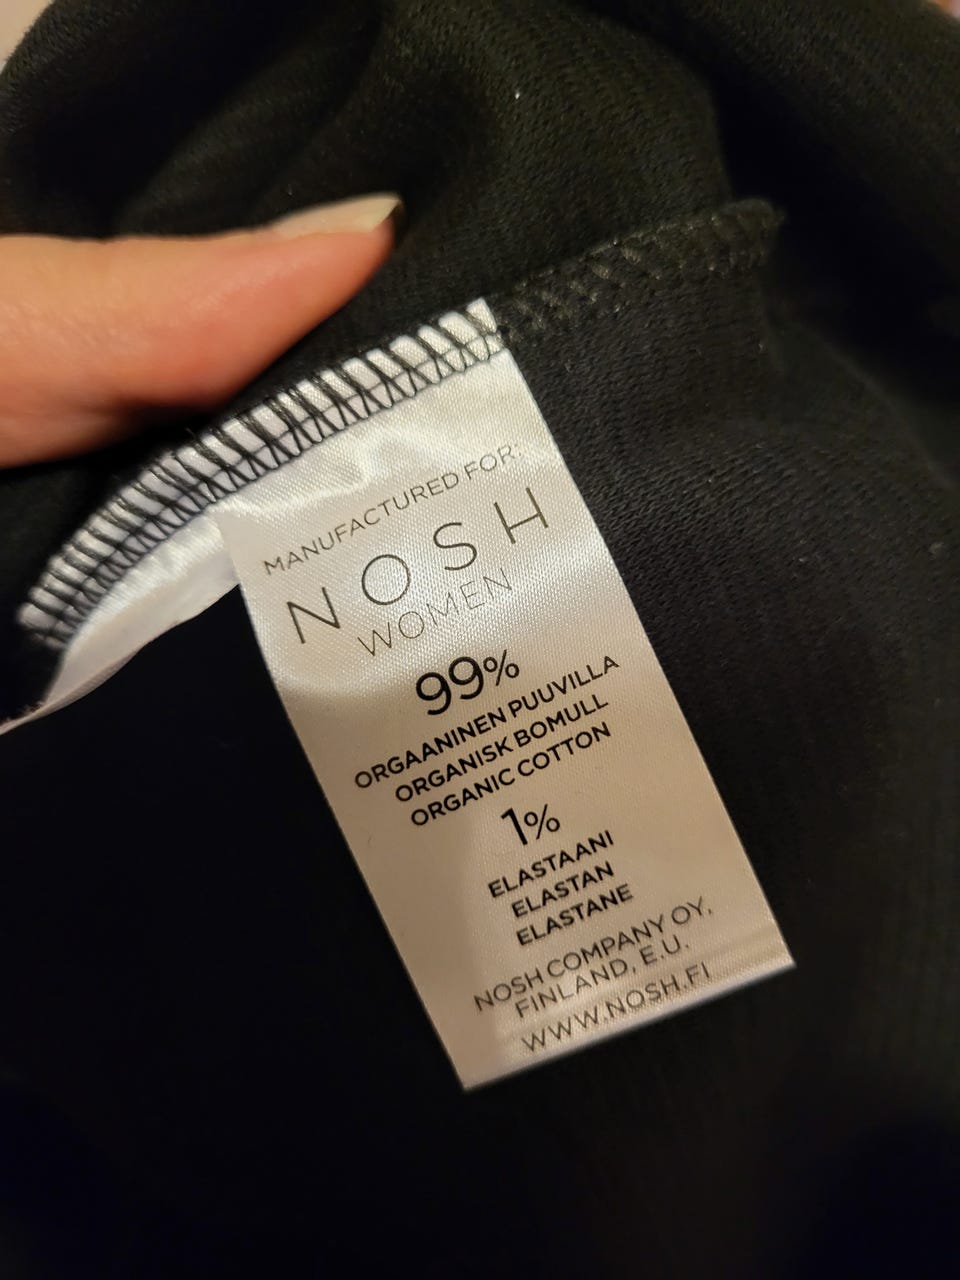 MANUFACTURED FOR:
NOSH
WOMEN
99%
ORGAANINEN PUUVILLA
ORGANISK BOMULL
ORGANIC COTTON
1%
ELASTAANI
ELASTAN
ELASTANE
NOSH COMPANY OY,
FINLAND, E.U.
WWW.NOSH.FI